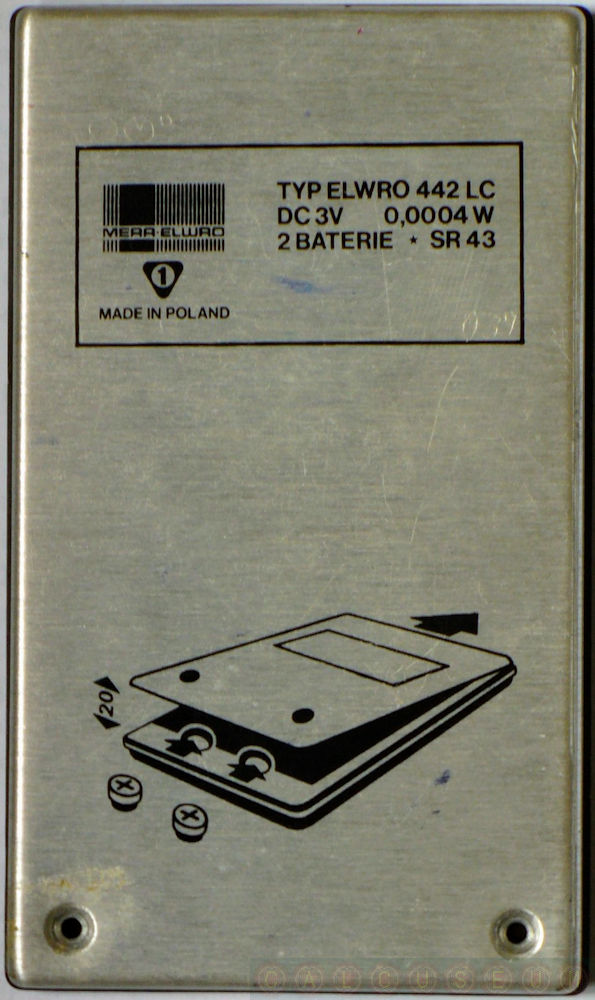 TYP ELWRO 442 LC
DC 3V 0,0004 W
2 BATERIE * SR 43
MERA-ELWRO
1
MADE IN POLAND
20
CALCUSEUM